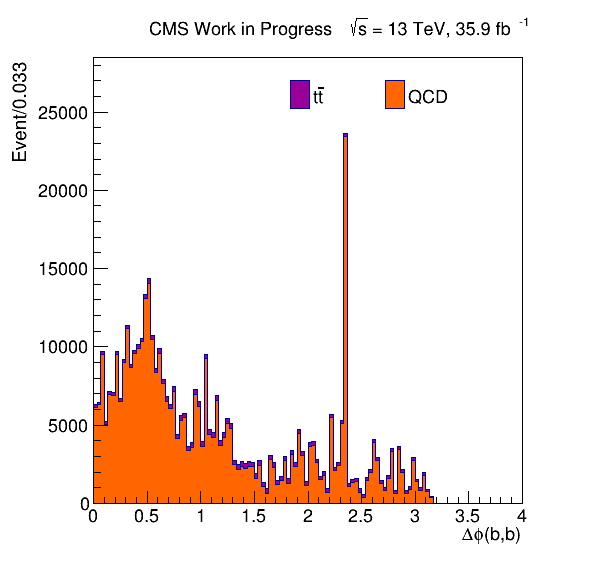 CMS Work in Progress √s = 13 TeV, 35.9 fb⁻¹
Event/0.033
tt̄ QCD
25000
20000
15000
10000
5000
0
0 0.5 1 1.5 2 2.5 3 3.5 4
Δϕ(b,b)